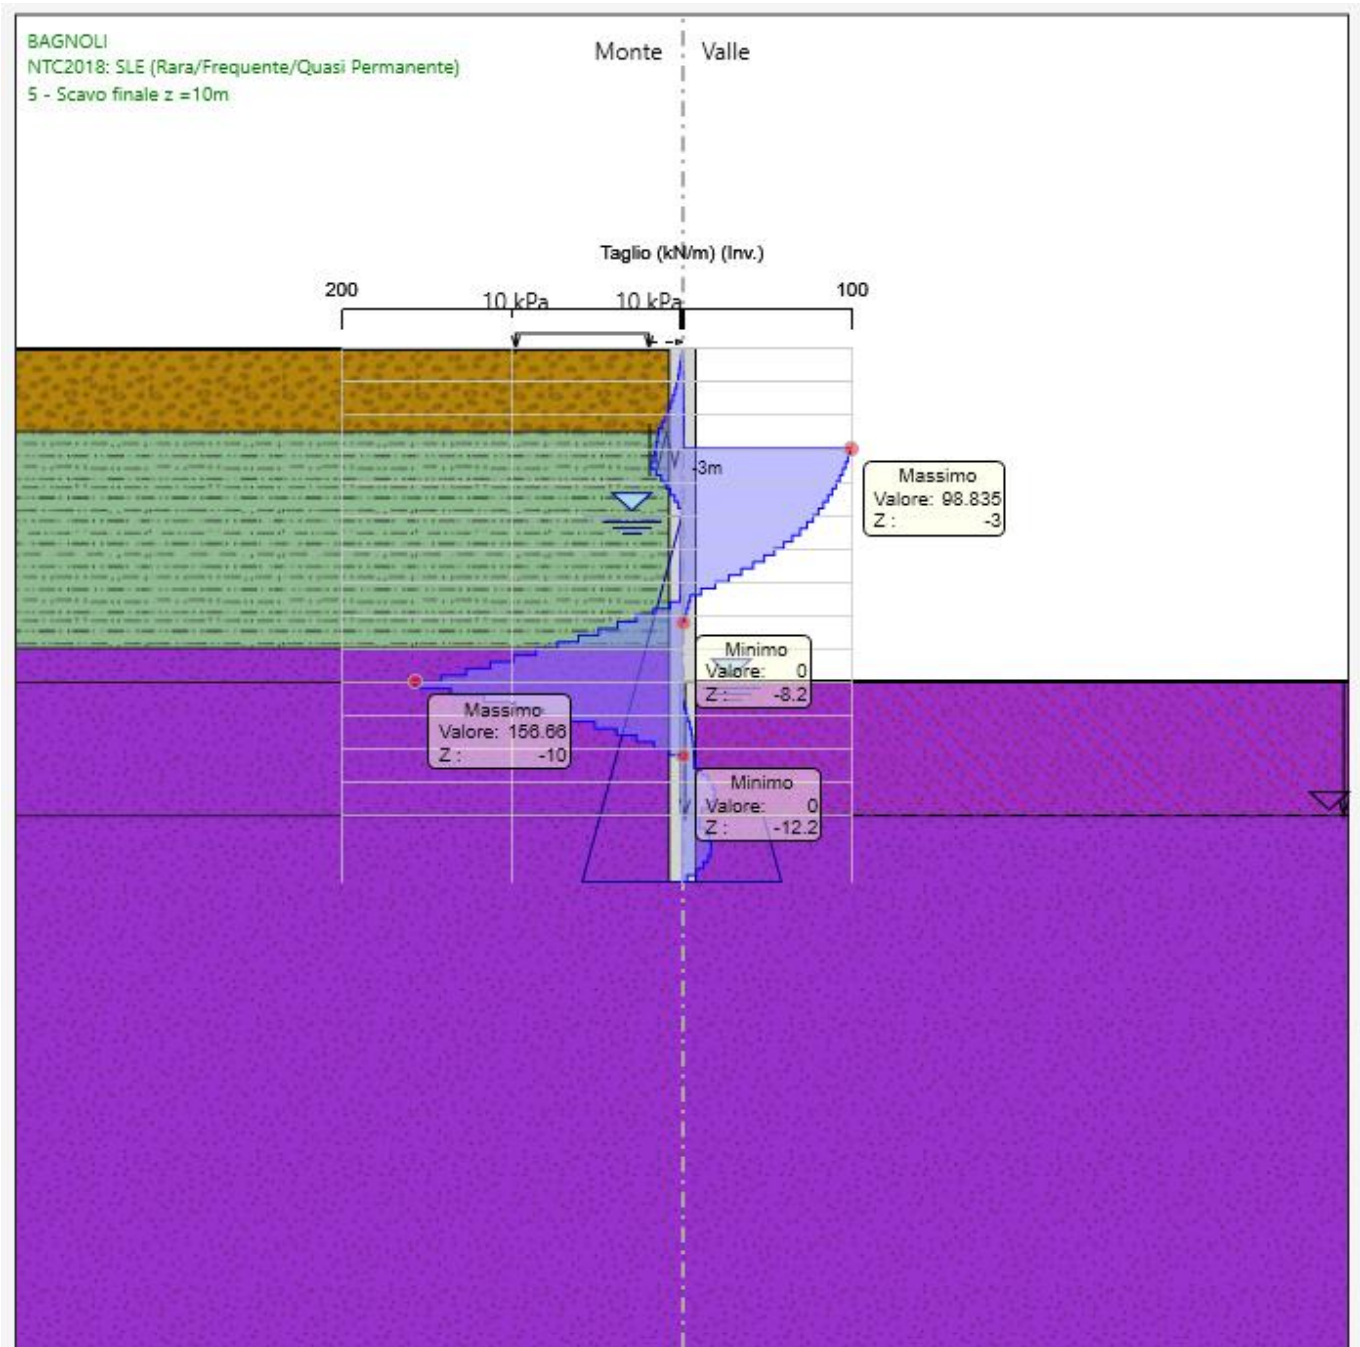 BAGNOLI
NTC2018: SLE (Rara/Frequente/Quasi Permanente)
5 - Scavo finale z =10m
Monte
Valle
Taglio (kN/m) (Inv.)
200
100
10 kPa
10 kPa
-3m
Massimo
Valore: 98.835
Z : -3
Minimo
Valore: 0
Z : -8.2
Massimo
Valore: 156.66
Z : -10
Minimo
Valore: 0
Z : -12.2